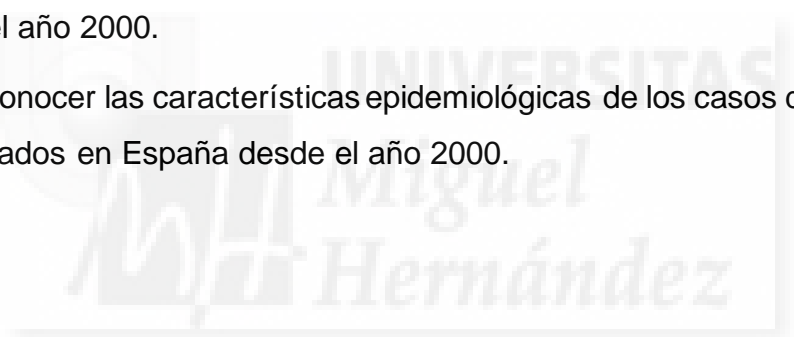 el año 2000.
onocer las características epidemiológicas de los casos
ados en España desde el año 2000.
UNIVERSITAS
Miguel
Hernández